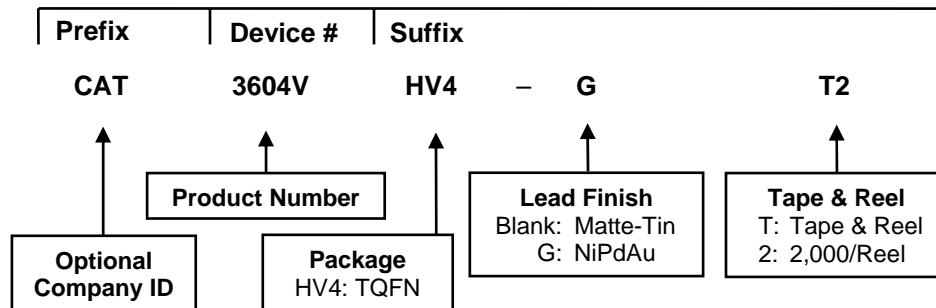 Prefix Device # Suffix
CAT 3604V HV4 – G T2
Product Number
Lead Finish
Blank: Matte-Tin
G: NiPdAu
Tape & Reel
T: Tape & Reel
2: 2,000/Reel
Optional
Company ID
Package
HV4: TQFN